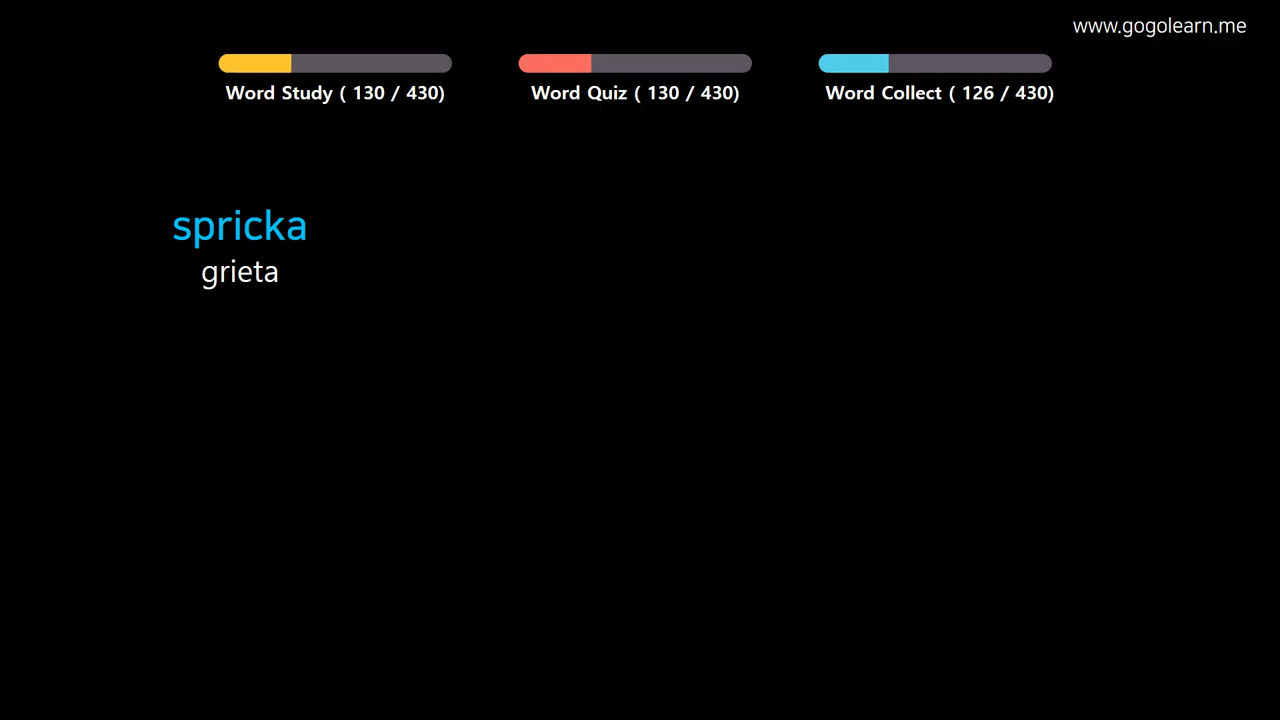 www.gogolearn.me
Word Study ( 130 / 430)
Word Quiz ( 130 / 430)
Word Collect ( 126 / 430)
spricka
grieta